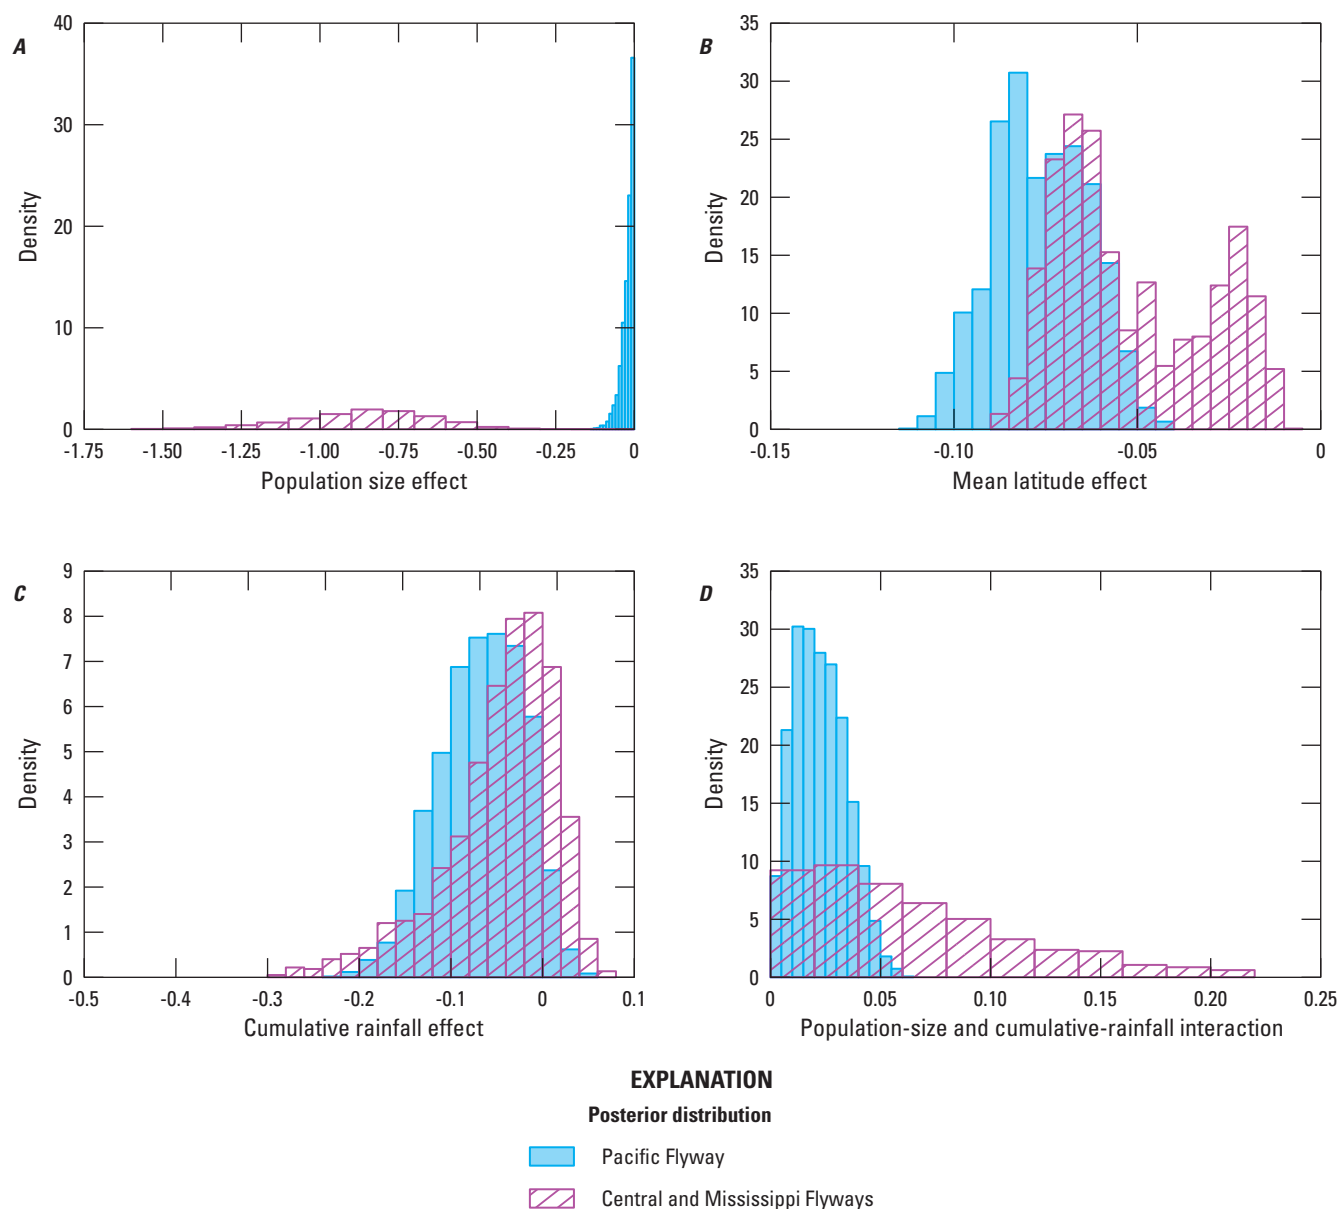 A
40
30
20
10
0
Density
-1.75 -1.50 -1.25 -1.00 -0.75 -0.50 -0.25 0
Population size effect
B
35
30
25
20
15
10
5
0
Density
-0.15 -0.10 -0.05 0
Mean latitude effect
C
9
8
7
6
5
4
3
2
1
0
Density
-0.5 -0.4 -0.3 -0.2 -0.1 0 0.1
Cumulative rainfall effect
D
35
30
25
20
15
10
5
0
Density
0 0.05 0.10 0.15 0.20 0.25
Population-size and cumulative-rainfall interaction
EXPLANATION
Posterior distribution
Pacific Flyway
Central and Mississippi Flyways